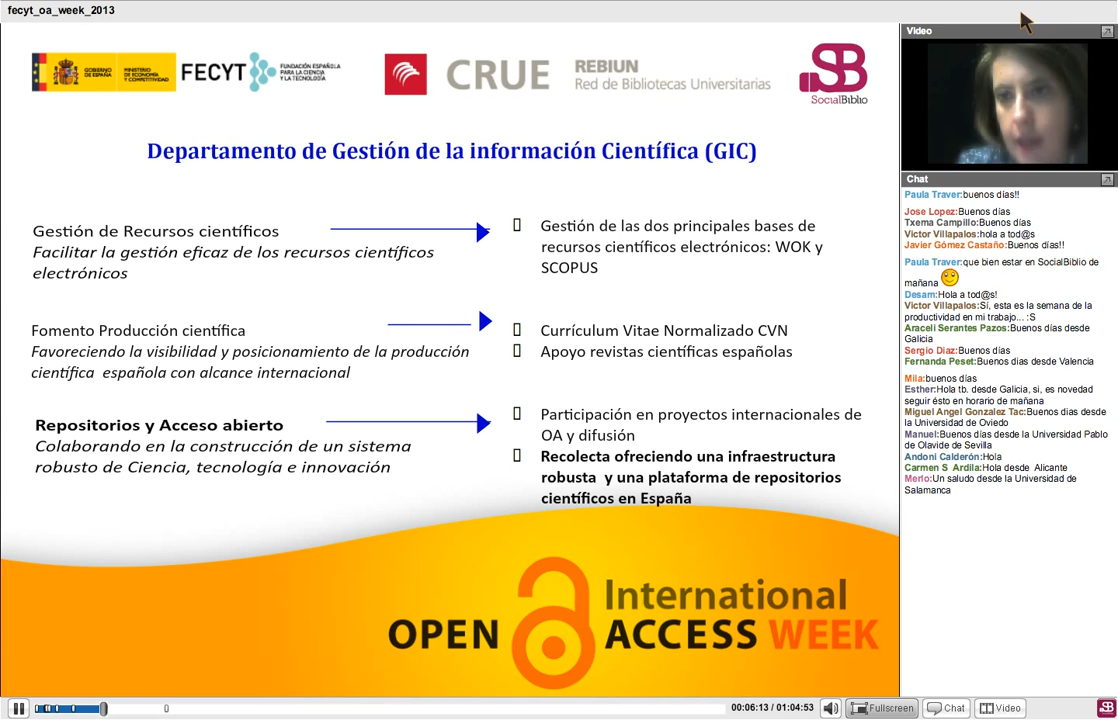 fecyt_oa_week_2013
GOBIERNO
DE ESPAÑA
MINISTERIO
DE ECONOMÍA
Y COMPETITIVIDAD
FECYT
FUNDACIÓN ESPAÑOLA
PARA LA CIENCIA
Y LA TECNOLOGÍA
CRUE
REBIUN
Red de Bibliotecas Universitarias
SB
SocialBiblio
Departamento de Gestión de la información Científica (GIC)
Gestión de Recursos científicos
Facilitar la gestión eficaz de los recursos científicos
electrónicos
Gestión de las dos principales bases de
recursos científicos electrónicos: WOK y
SCOPUS
Fomento Producción científica
Favoreciendo la visibilidad y posicionamiento de la producción
científica española con alcance internacional
Currículum Vitae Normalizado CVN
Apoyo revistas científicas españolas
Repositorios y Acceso abierto
Colaborando en la construcción de un sistema
robusto de Ciencia, tecnología e innovación
Participación en proyectos internacionales de
OA y difusión
Recolecta ofreciendo una infraestructura
robusta y una plataforma de repositorios
científicos en España
International
OPEN ACCESS WEEK
Video
Chat
Paula Traver:buenos días!!
Jose Lopez:Buenos días
Txema Campillo:Buenos días
Victor Villapalos:hola a tod@s
Javier Gómez Castaño:Buenos días!!
Paula Traver:que bien estar en SocialBiblio de
mañana
Desam:Hola a tod@s!
Victor Villapalos:Sí, esta es la semana de la
productividad en mi trabajo... :S
Araceli Serantes Pazos:Buenos días desde
Galicia
Sergio Diaz:Buenos días
Fernanda Peset:Buenos dias desde Valencia
Mila:buenos días
Esther:Hola tb. desde Galicia, si, es novedad
seguir ésto en horario de mañana
Miguel Angel Gonzalez Tac:Buenos dias desde
la Universidad de Oviedo
Manuel:Buenos días desde la Universidad Pablo
de Olavide de Sevilla
Andoni Calderón:Hola
Carmen S Ardila:Hola desde Alicante
Merlo:Un saludo desde la Universidad de
Salamanca
00:06:13 / 01:04:53
Fullscreen
Chat
Video
SB